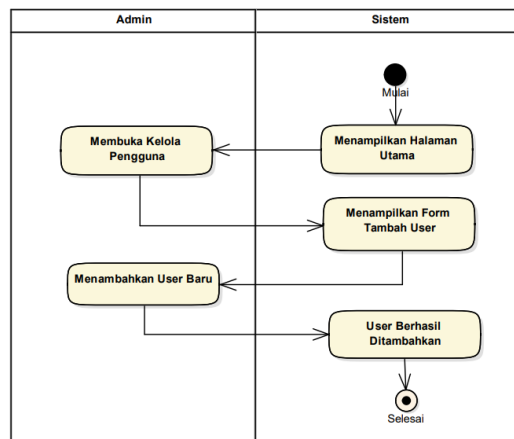 Admin
Sistem
Mulai
Menampilkan Halaman
Utama
Membuka Kelola
Pengguna
Menampilkan Form
Tambah User
Menambahkan User Baru
User Berhasil
Ditambahkan
Selesai